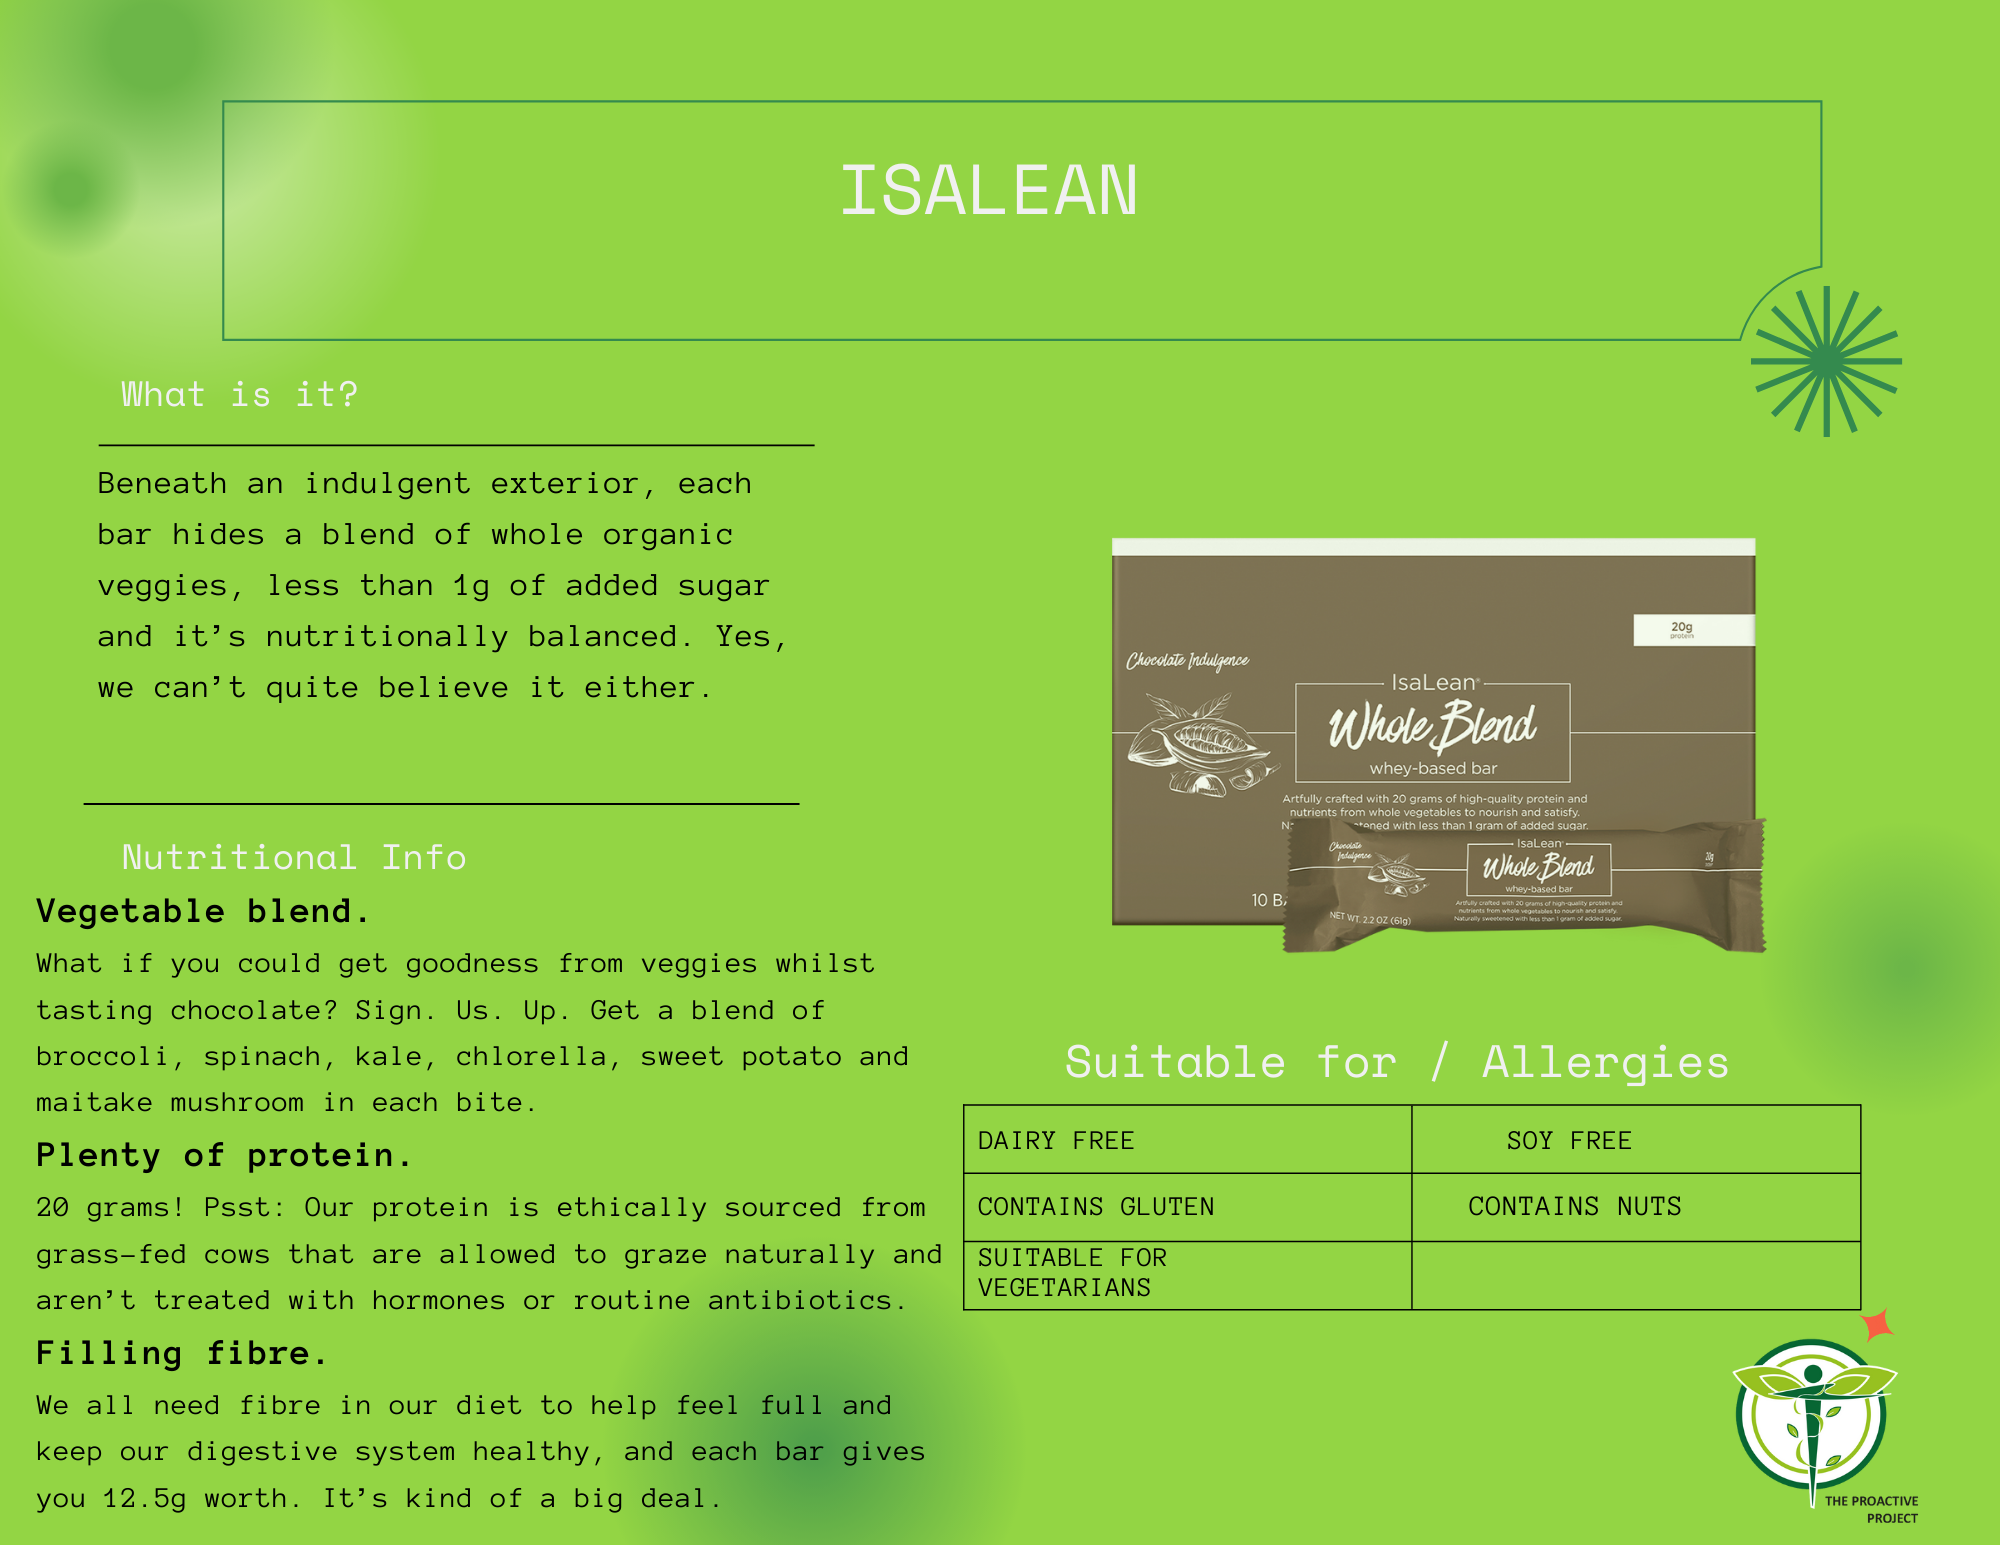 ISALEAN
What is it?
Beneath an indulgent exterior, each
bar hides a blend of whole organic
veggies, less than 1g of added sugar
and it’s nutritionally balanced. Yes,
we can’t quite believe it either.
Nutritional Info
Vegetable blend.
What if you could get goodness from veggies whilst
tasting chocolate? Sign. Us. Up. Get a blend of
broccoli, spinach, kale, chlorella, sweet potato and
maitake mushroom in each bite.
Plenty of protein.
20 grams! Psst: Our protein is ethically sourced from
grass-fed cows that are allowed to graze naturally and
aren’t treated with hormones or routine antibiotics.
Filling fibre.
We all need fibre in our diet to help feel full and
keep our digestive system healthy, and each bar gives
you 12.5g worth. It’s kind of a big deal.
20g
protein
Chocolate Indulgence
IsaLean®
Whole Blend
whey-based bar
Artfully crafted with 20 grams of high-quality protein and
nutrients from whole vegetables to nourish and satisfy.
with less than 1 gram of added sugar.
10
Chocolate
Indulgence
IsaLean
Whole Blend
whey-based bar
20g
Artfully crafted with 20 grams of high-quality protein and
nutrients from whole vegetables to nourish and satisfy.
Naturally sweetened with less than 1 gram of added sugar.
NET WT. 2.2 OZ (61g)
Suitable for / Allergies
DAIRY FREE
SOY FREE
CONTAINS GLUTEN
CONTAINS NUTS
SUITABLE FOR
VEGETARIANS
THE PROACTIVE
PROJECT